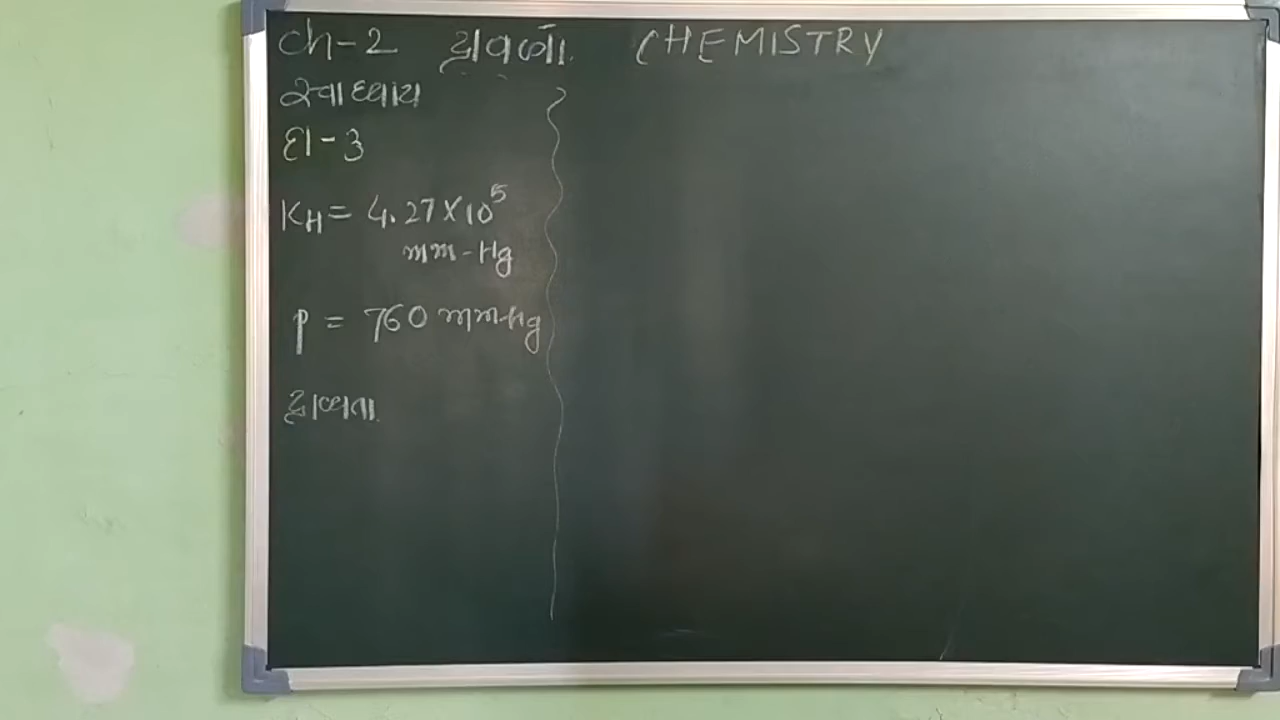 Ch-2 દ્રાવણો. CHEMISTRY
સ્વાધ્યાય
દા-3
KH = 4.27×10⁵
mm-Hg
p = 760 mm-Hg
દ્રાવ્યતા